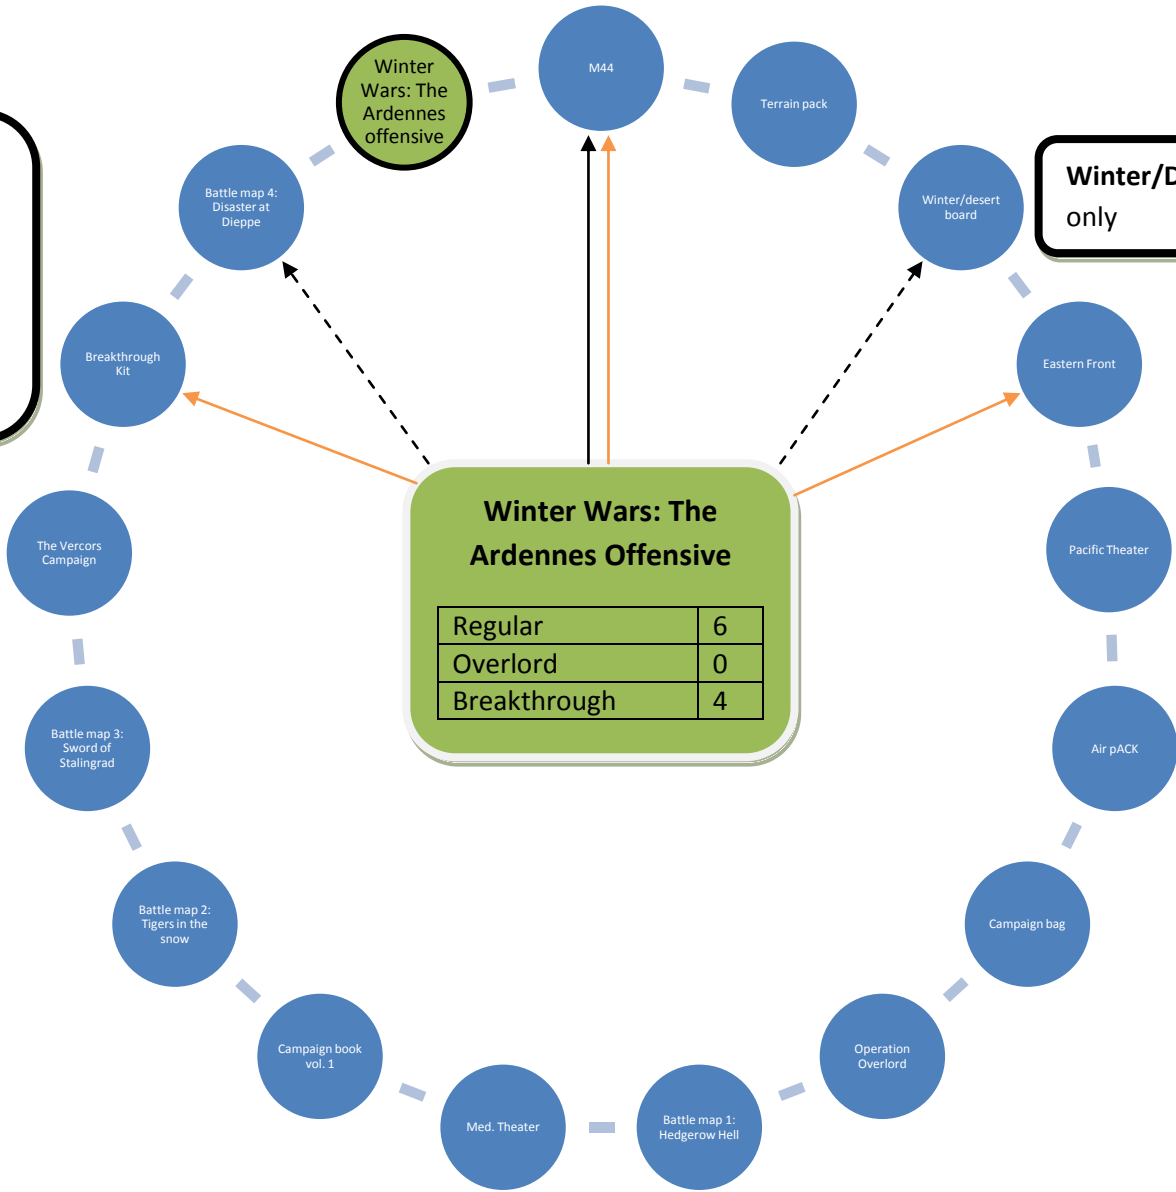 M44
Winter
Wars: The
Ardennes
offensive
Terrain pack
Battle map 4:
Disaster at
Dieppe
Winter/desert
board
Winter/D
only
Breakthrough
Kit
Eastern Front
Winter Wars: The
Ardennes Offensive
Regular 6
Overlord 0
Breakthrough 4
The Vercors
Campaign
Pacific Theater
Battle map 3:
Sword of
Stalingrad
Air pACK
Battle map 2:
Tigers in the
snow
Campaign bag
Campaign book
vol. 1
Operation
Overlord
Med. Theater
Battle map 1:
Hedgerow Hell